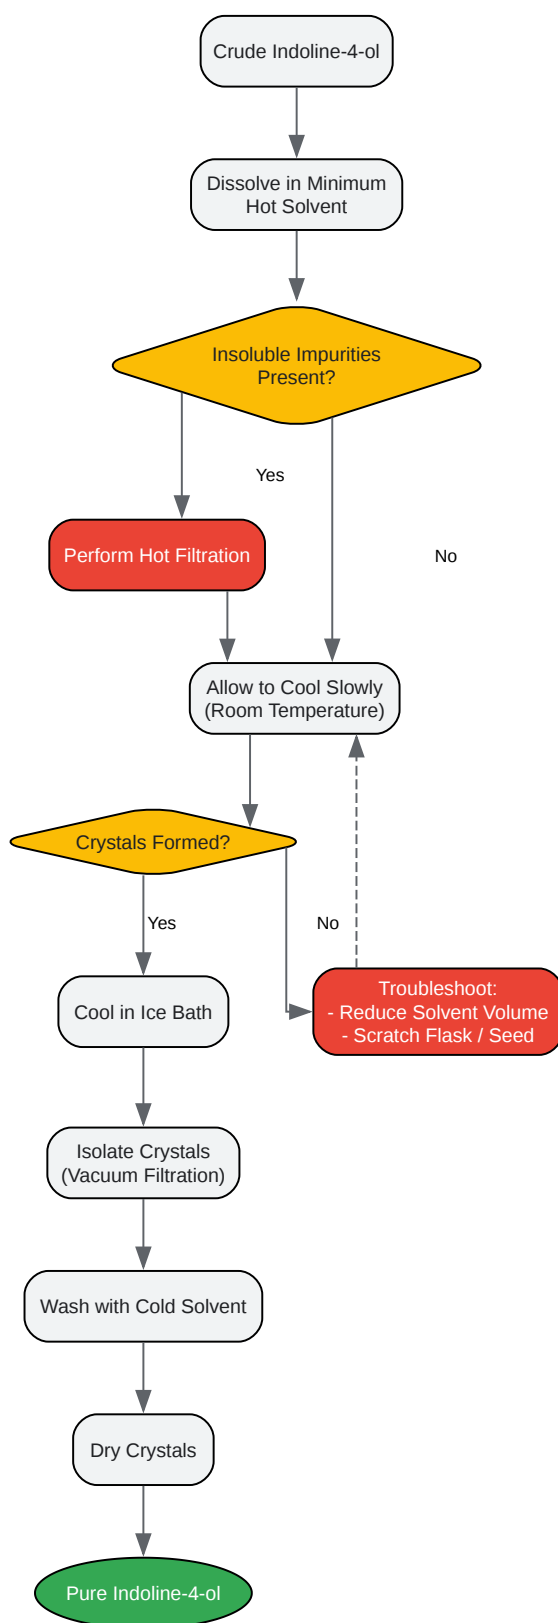 Crude Indoline-4-ol
Dissolve in Minimum
Hot Solvent
Insoluble Impurities
Present?
Yes
Perform Hot Filtration
No
Allow to Cool Slowly
(Room Temperature)
Crystals Formed?
Yes
No
Cool in Ice Bath
Troubleshoot:
- Reduce Solvent Volume
- Scratch Flask / Seed
Isolate Crystals
(Vacuum Filtration)
Wash with Cold Solvent
Dry Crystals
Pure Indoline-4-ol